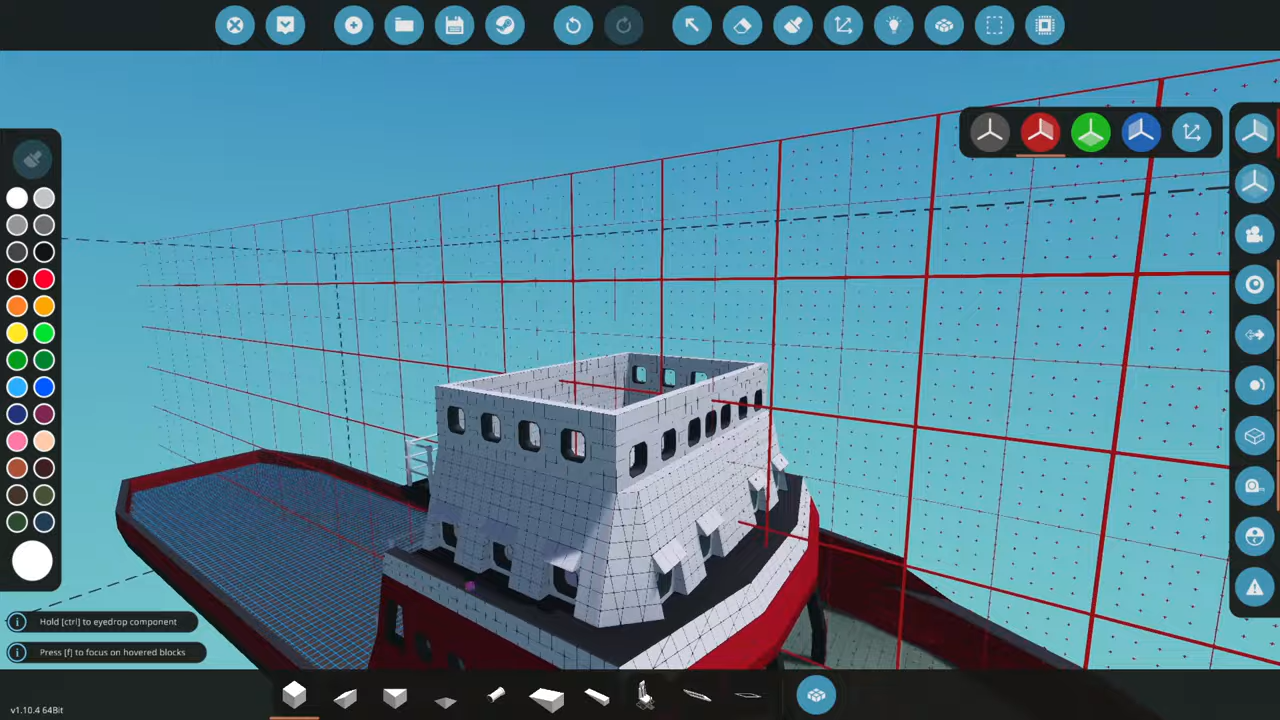 Hold [ctrl] to eyedrop component
Press [f] to focus on hovered blocks
v1.10.4 64Bit